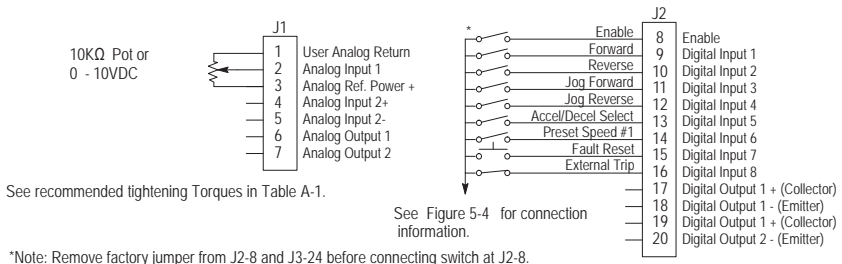 J1
10KΩ Pot or
0 - 10VDC
1 User Analog Return
2 Analog Input 1
3 Analog Ref. Power +
4 Analog Input 2+
5 Analog Input 2-
6 Analog Output 1
7 Analog Output 2
See recommended tightening Torques in Table A-1.
J2
* Enable 8 Enable
Forward 9 Digital Input 1
Reverse 10 Digital Input 2
Jog Forward 11 Digital Input 3
Jog Reverse 12 Digital Input 4
Accel/Decel Select 13 Digital Input 5
Preset Speed #1 14 Digital Input 6
Fault Reset 15 Digital Input 7
External Trip 16 Digital Input 8
17 Digital Output 1 + (Collector)
18 Digital Output 1 - (Emitter)
19 Digital Output 1 + (Collector)
20 Digital Output 2 - (Emitter)
See Figure 5-4 for connection
information.
*Note: Remove factory jumper from J2-8 and J3-24 before connecting switch at J2-8.